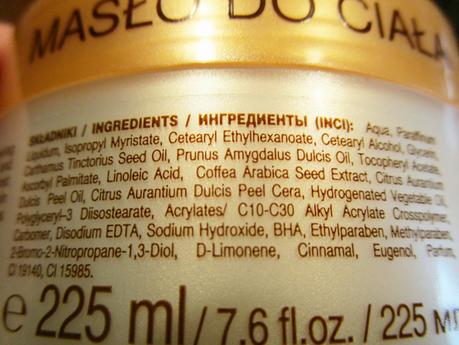 MASŁO DO CIAŁA
SKŁADNIKI / INGREDIENTS / ИНГРЕДИЕНТЫ (INCI): Aqua, Paraffinum
Liquidum, Isopropyl Myristate, Cetearyl Ethylhexanoate, Cetearyl Alcohol, Glycerin,
Carthamus Tinctorius Seed Oil, Prunus Amygdalus Dulcis Oil, Tocopheryl Acetate,
Ascorbyl Palmitate, Linoleic Acid, Coffea Arabica Seed Extract, Citrus Aurantium
Dulcis Peel Oil, Citrus Aurantium Dulcis Peel Cera, Hydrogenated Vegetable Oil,
Polyglyceryl-3 Diisostearate, Acrylates/ C10-C30 Alkyl Acrylate Crosspolymer,
Carbomer, Disodium EDTA, Sodium Hydroxide, BHA, Ethylparaben, Methylparaben,
2-Bromo-2-Nitropropane-1,3-Diol, D-Limonene, Cinnamal, Eugenol, Parfum,
CI 19140, CI 15985.
e 225 ml / 7.6 fl.oz. / 225 мл